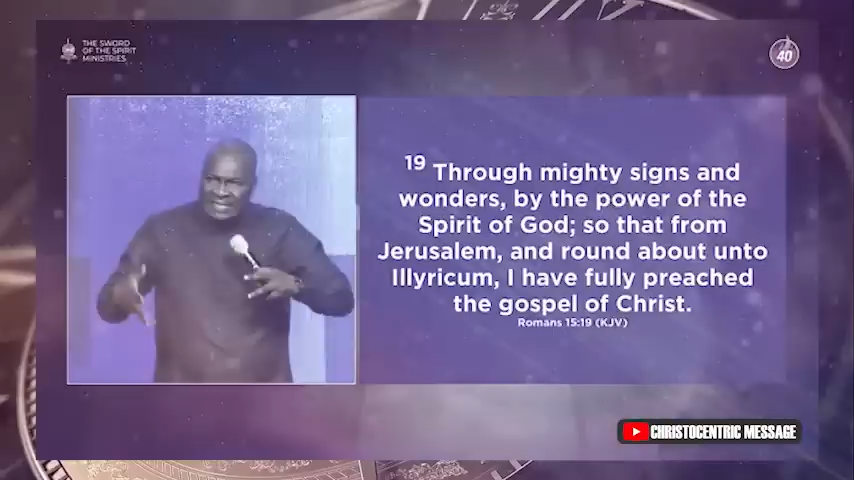 THE SWORD
OF THE SPIRIT
MINISTRIES
40
19 Through mighty signs and
wonders, by the power of the
Spirit of God; so that from
Jerusalem, and round about unto
Illyricum, I have fully preached
the gospel of Christ.
Romans 15:19 (KJV)
CHRISTOCENTRIC MESSAGE